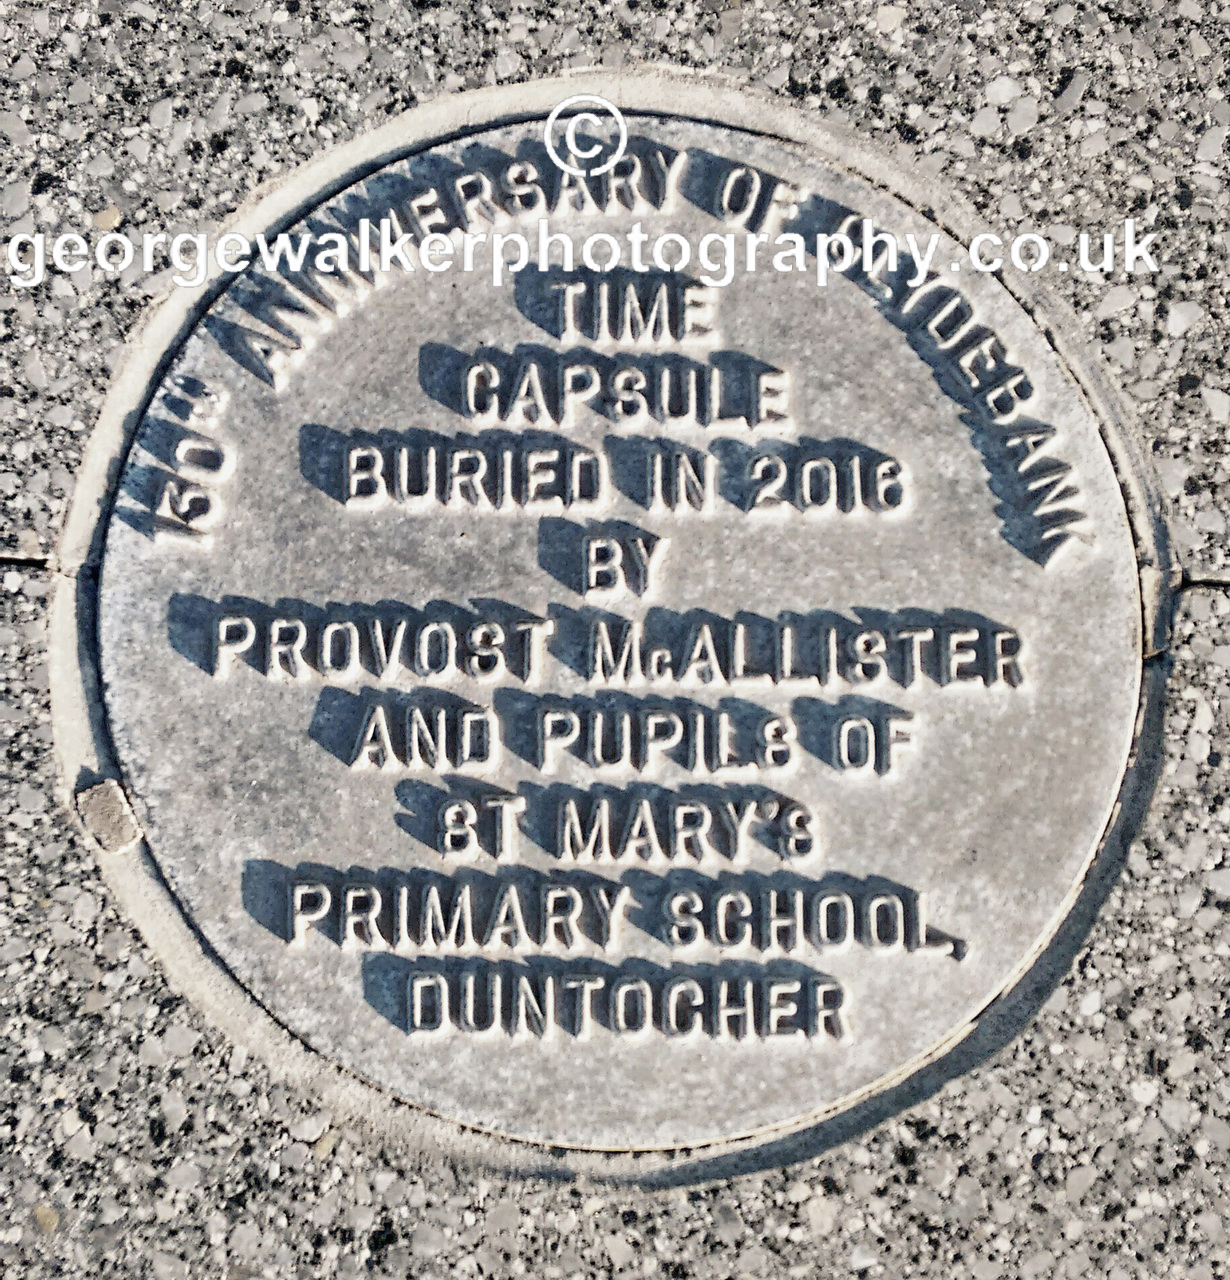 130TH ANNIVERSARY OF CLYDEBANK
©
georgewalkerphotography.co.uk
TIME
CAPSULE
BURIED IN 2016
BY
PROVOST McALLISTER
AND PUPILS OF
ST MARY'S
PRIMARY SCHOOL,
DUNTOCHER